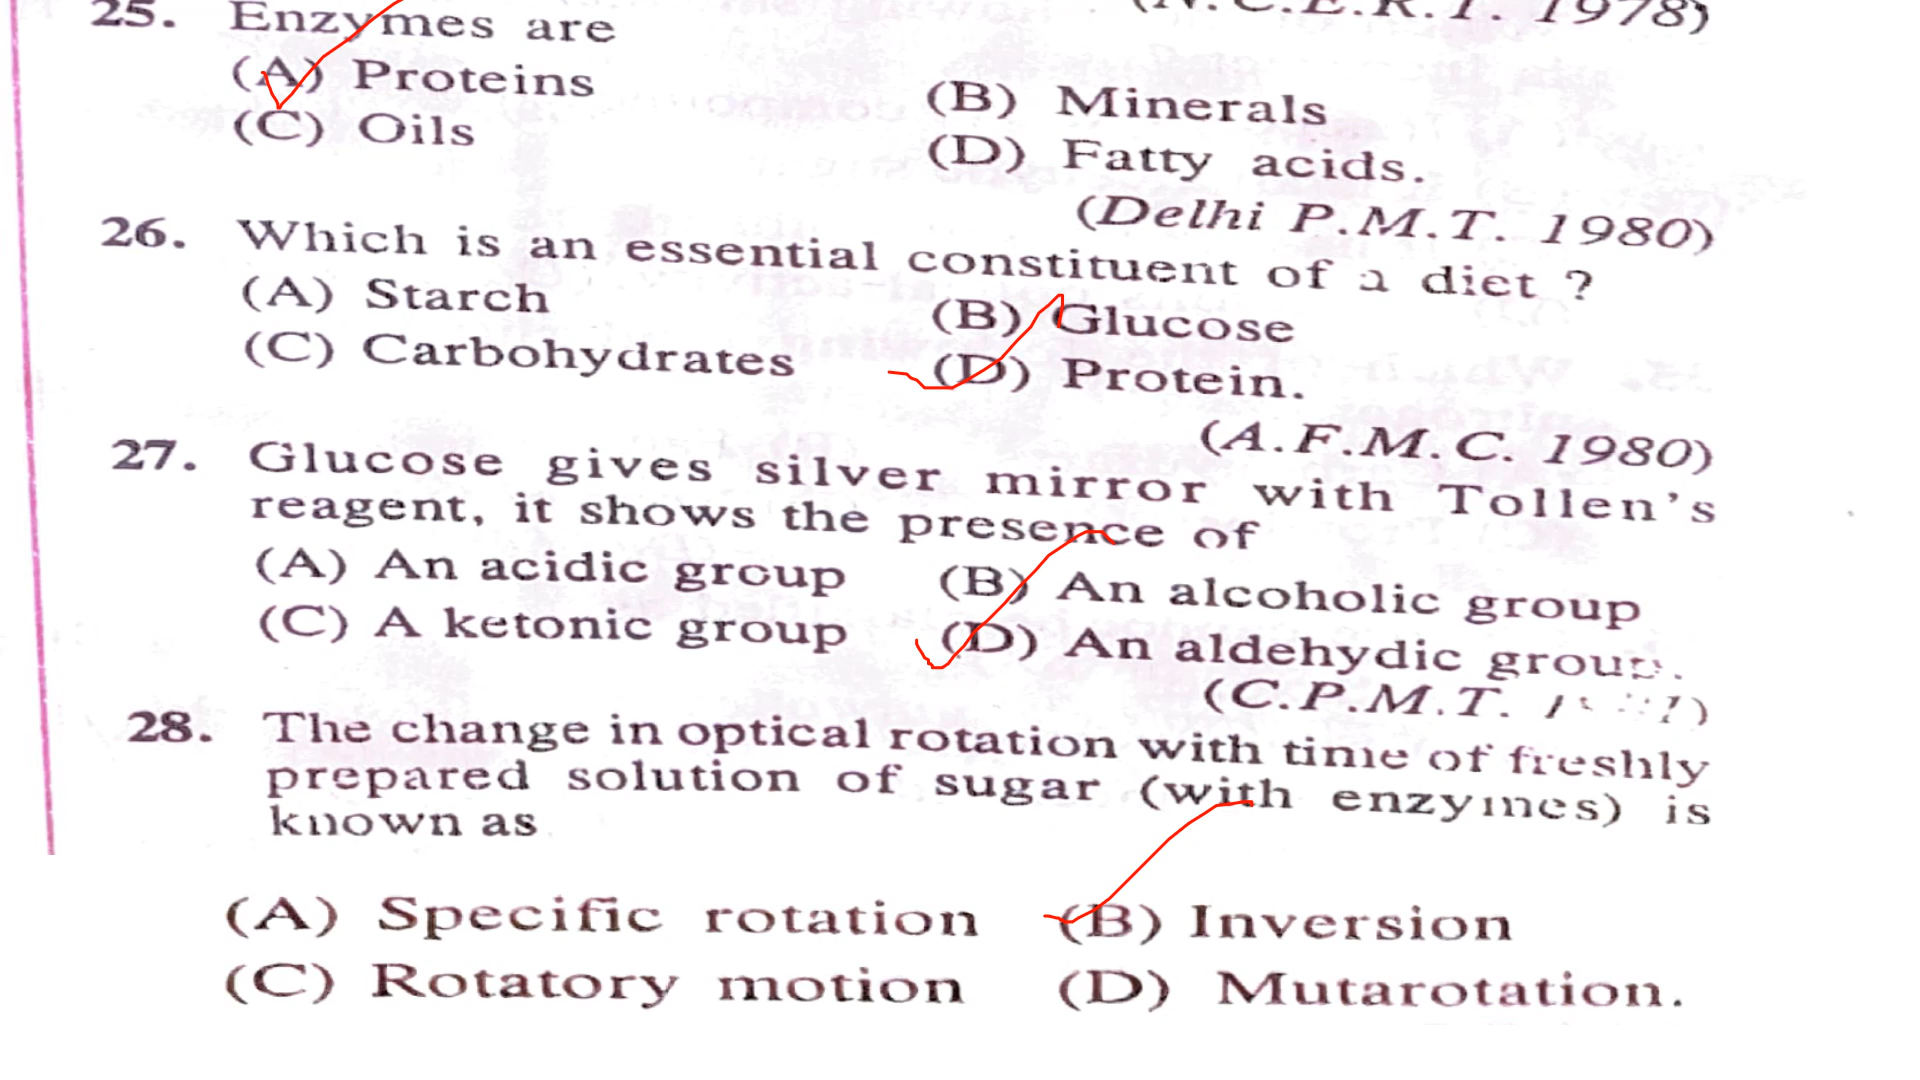 25. Enzymes are
(N.C.E.R.T. 1978)
(A) Proteins (B) Minerals
(C) Oils (D) Fatty acids.
(Delhi P.M.T. 1980)
26. Which is an essential constituent of a diet ?
(A) Starch (B) Glucose
(C) Carbohydrates (D) Protein.
(A.F.M.C. 1980)
27. Glucose gives silver mirror with Tollen's
reagent, it shows the presence of
(A) An acidic group (B) An alcoholic group
(C) A ketonic group (D) An aldehydic group.
(C.P.M.T.
28. The change in optical rotation with time of freshly
prepared solution of sugar (with enzymes) is
known as
(A) Specific rotation (B) Inversion
(C) Rotatory motion (D) Mutarotation.